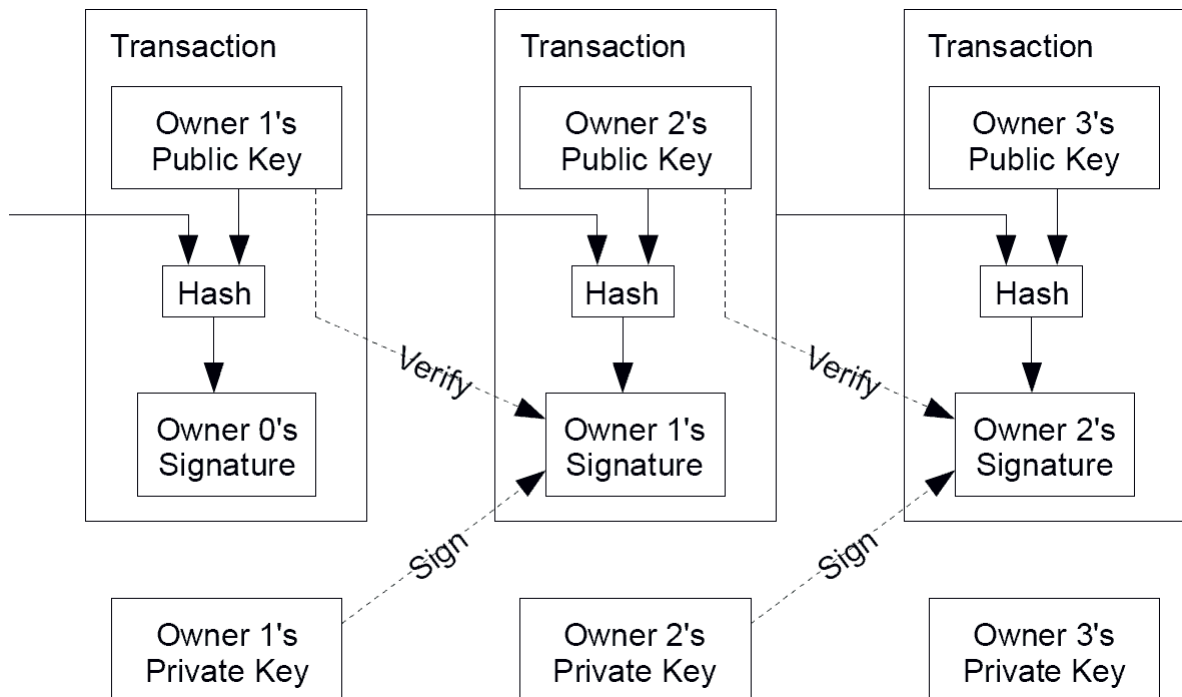 Transaction
Owner 1's
Public Key
Hash
Owner 0's
Signature
Transaction
Owner 2's
Public Key
Hash
Verify
Owner 1's
Signature
Transaction
Owner 3's
Public Key
Hash
Verify
Owner 2's
Signature
Sign
Sign
Owner 1's
Private Key
Owner 2's
Private Key
Owner 3's
Private Key